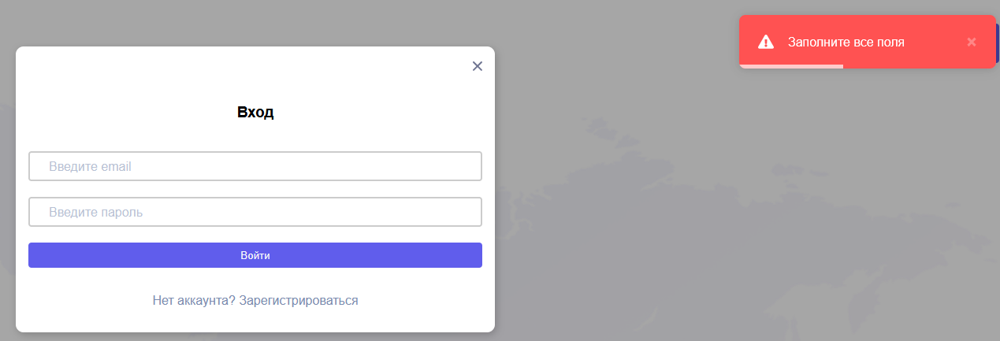 Заполните все поля
Вход
Введите email
Введите пароль
Войти
Нет аккаунта? Зарегистрироваться